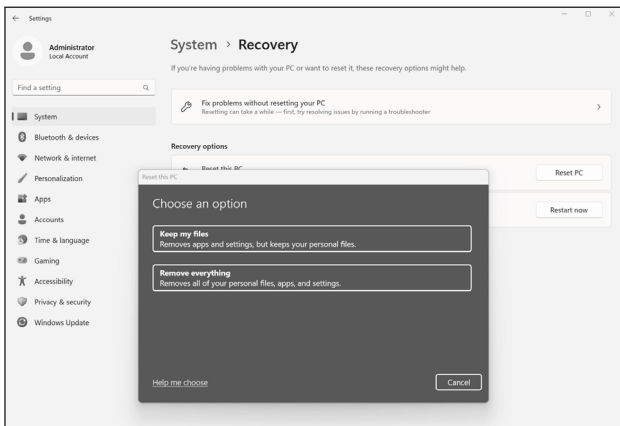 Settings
Administrator
Local Account
Find a setting
System
Bluetooth & devices
Network & internet
Personalization
Apps
Accounts
Time & language
Gaming
Accessibility
Privacy & security
Windows Update
System > Recovery
If you're having problems with your PC or want to reset it, these recovery options might help.
Fix problems without resetting your PC
Resetting can take a while — first, try resolving issues by running a troubleshooter
Recovery options
Reset this PC
Reset PC
Restart now
Reset this PC
Choose an option
Keep my files
Removes apps and settings, but keeps your personal files.
Remove everything
Removes all of your personal files, apps, and settings.
Help me choose
Cancel